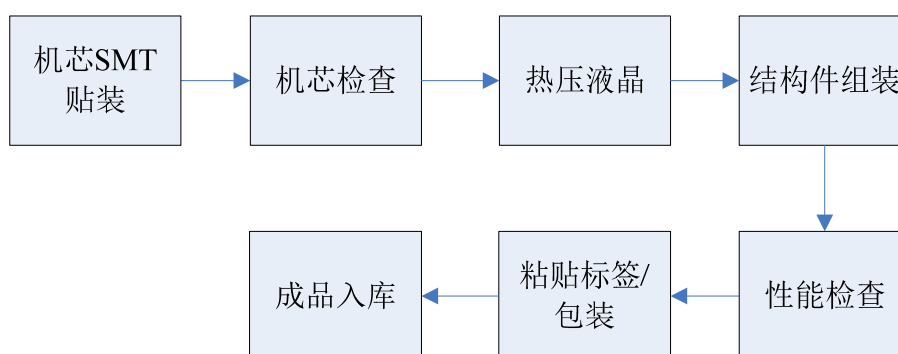 机芯SMT
贴装
机芯检查
热压液晶
结构件组装
性能检查
粘贴标签/
包装
成品入库